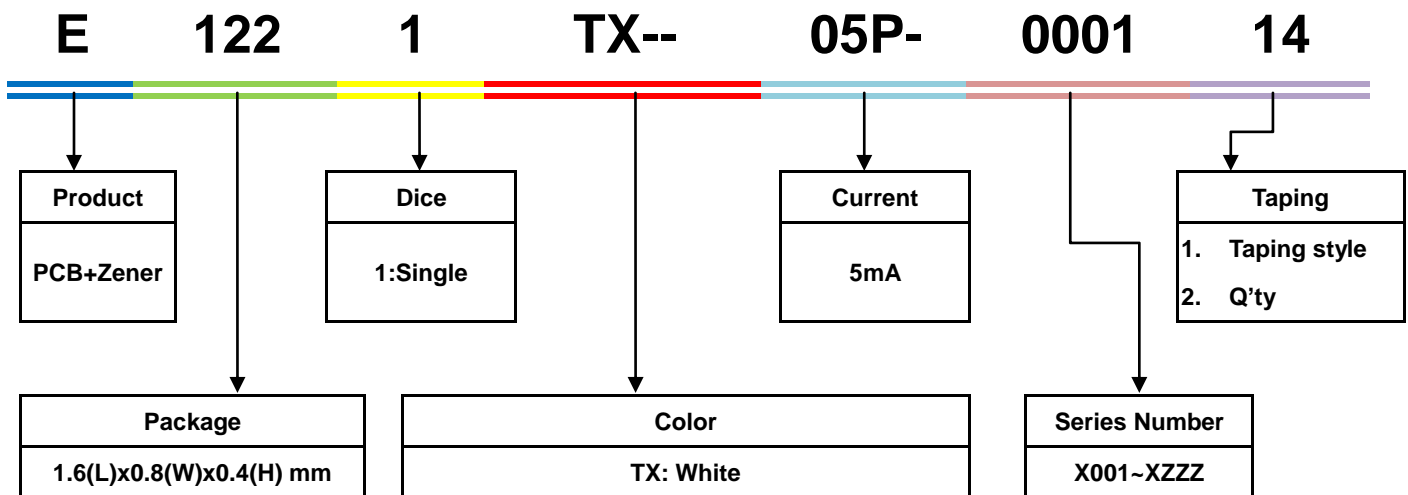 E 122 1 TX-- 05P- 0001 14
Product
PCB+Zener
Dice
1:Single
Current
5mA
Taping
1. Taping style
2. Q’ty
Package
1.6(L)x0.8(W)x0.4(H) mm
Color
TX: White
Series Number
X001~XZZZ